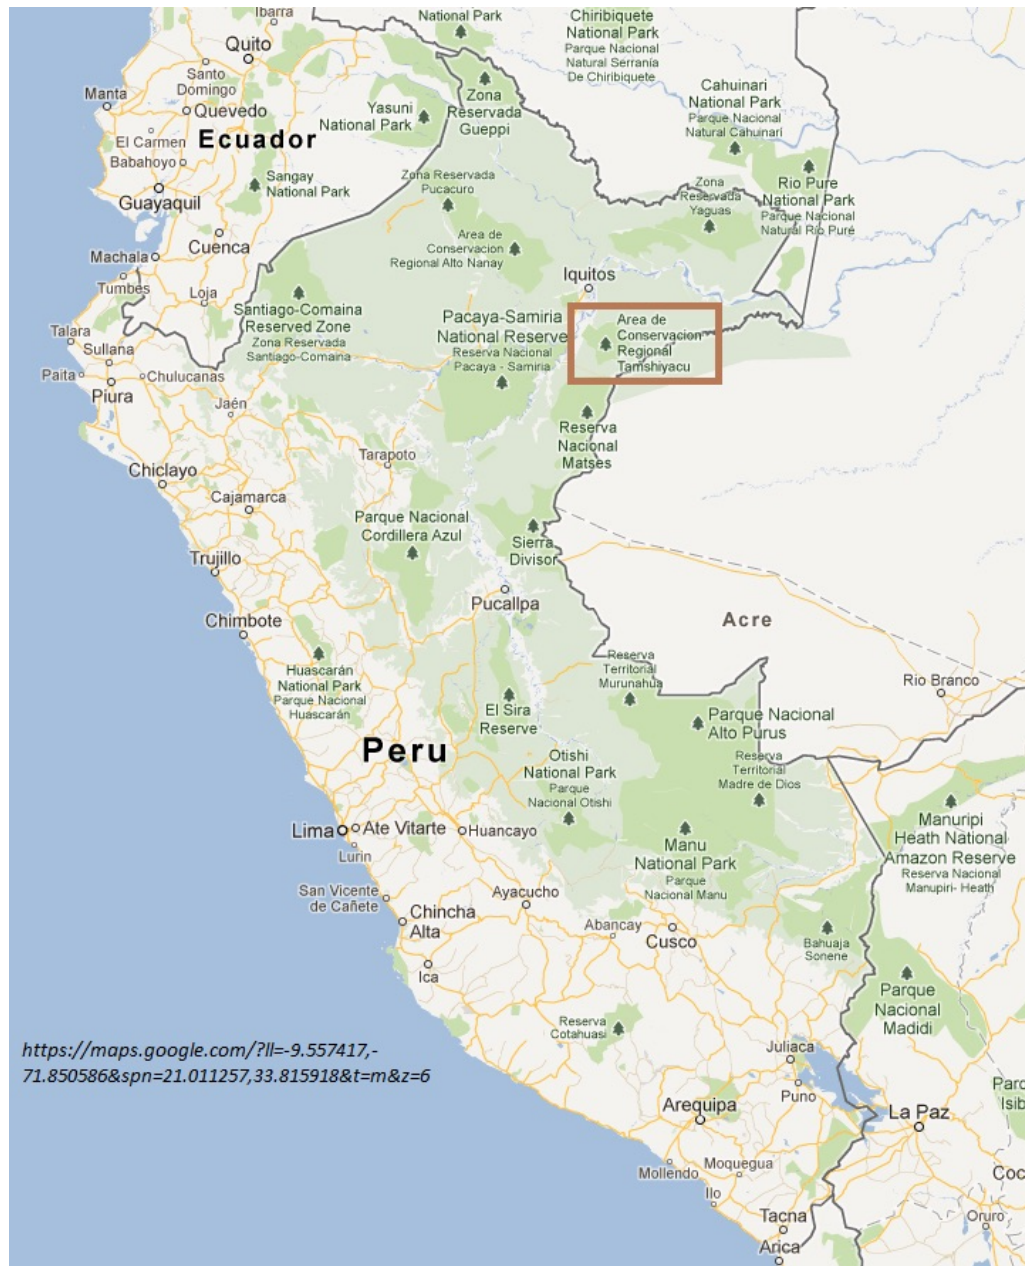 Ibarra
National Park
Chiribiquete
National Park
Parque Nacional
Natural Serranía
De Chiribiquete
Quito
Santo
Domingo
Manta
Quevedo
Yasuni
National Park
Zona
Reservada
Gueppi
Cahuinari
National Park
Parque Nacional
Natural Cahuinarí
El Carmen
Ecuador
Babahoyo
Sangay
National Park
Guayaquil
Zona Reservada
Pucacuro
Zona
Reservada
Yaguas
Rio Pure
National Park
Parque Nacional
Natural Río Puré
Cuenca
Area de
Conservacion
Regional Alto Nanay
Machala
Tumbes
Loja
Iquitos
Santiago-Comaina
Reserved Zone
Zona Reservada
Santiago-Comaina
Pacaya-Samiria
National Reserve
Reserva Nacional
Pacaya - Samiria
Area de
Conservacion
Regional
Tamshiyacu
Talara
Sullana
Paita
Chulucanas
Piura
Jaén
Reserva
Nacional
Matses
Tarapoto
Chiclayo
Cajamarca
Parque Nacional
Cordillera Azul
Sierra
Divisor
Trujillo
Pucallpa
Chimbote
Acre
Huascarán
National Park
Parque Nacional
Huascarán
Reserva
Territorial
Murunahua
Rio Branco
El Sira
Reserve
Parque Nacional
Alto Purus
Peru
Otishi
National Park
Parque
Nacional Otishi
Reserva
Territorial
Madre de Dios
Lima
Ate Vitarte
Huancayo
Lurin
Manu
National Park
Parque
Nacional Manu
Manuripi
Heath National
Amazon Reserve
Reserva Nacional
Manupiri- Heath
San Vicente
de Cañete
Ayacucho
Chincha
Alta
Abancay
Cusco
Bahuaja
Sonene
Ica
Parque
Nacional
Madidi
Reserva
Cotahuasi
https://maps.google.com/?ll=-9.557417,-
71.850586&spn=21.011257,33.815918&t=m&z=6
Juliaca
Puno
Parq
Isib
Arequipa
La Paz
Mollendo
Moquegua
Coc
Ilo
Tacna
Oruro
Arica